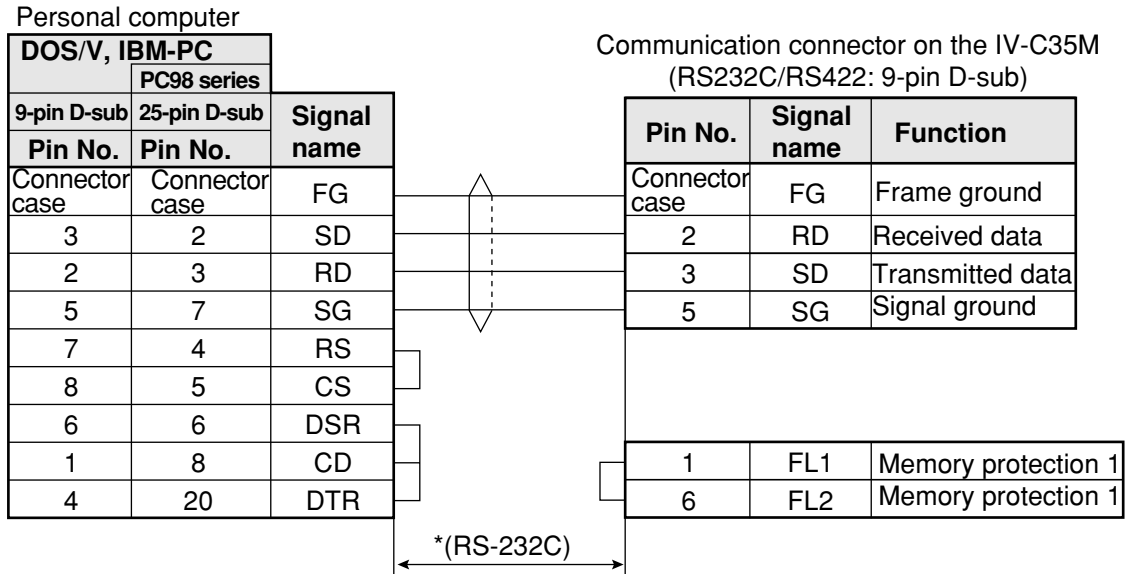 Personal computer
DOS/V, IBM-PC
PC98 series
9-pin D-sub 25-pin D-sub Signal name
Pin No. Pin No.
Connector case Connector case FG
3 2 SD
2 3 RD
5 7 SG
7 4 RS
8 5 CS
6 6 DSR
1 8 CD
4 20 DTR
*(RS-232C)
Communication connector on the IV-C35M
(RS232C/RS422: 9-pin D-sub)
Pin No. Signal name Function
Connector case FG Frame ground
2 RD Received data
3 SD Transmitted data
5 SG Signal ground
1 FL1 Memory protection 1
6 FL2 Memory protection 1